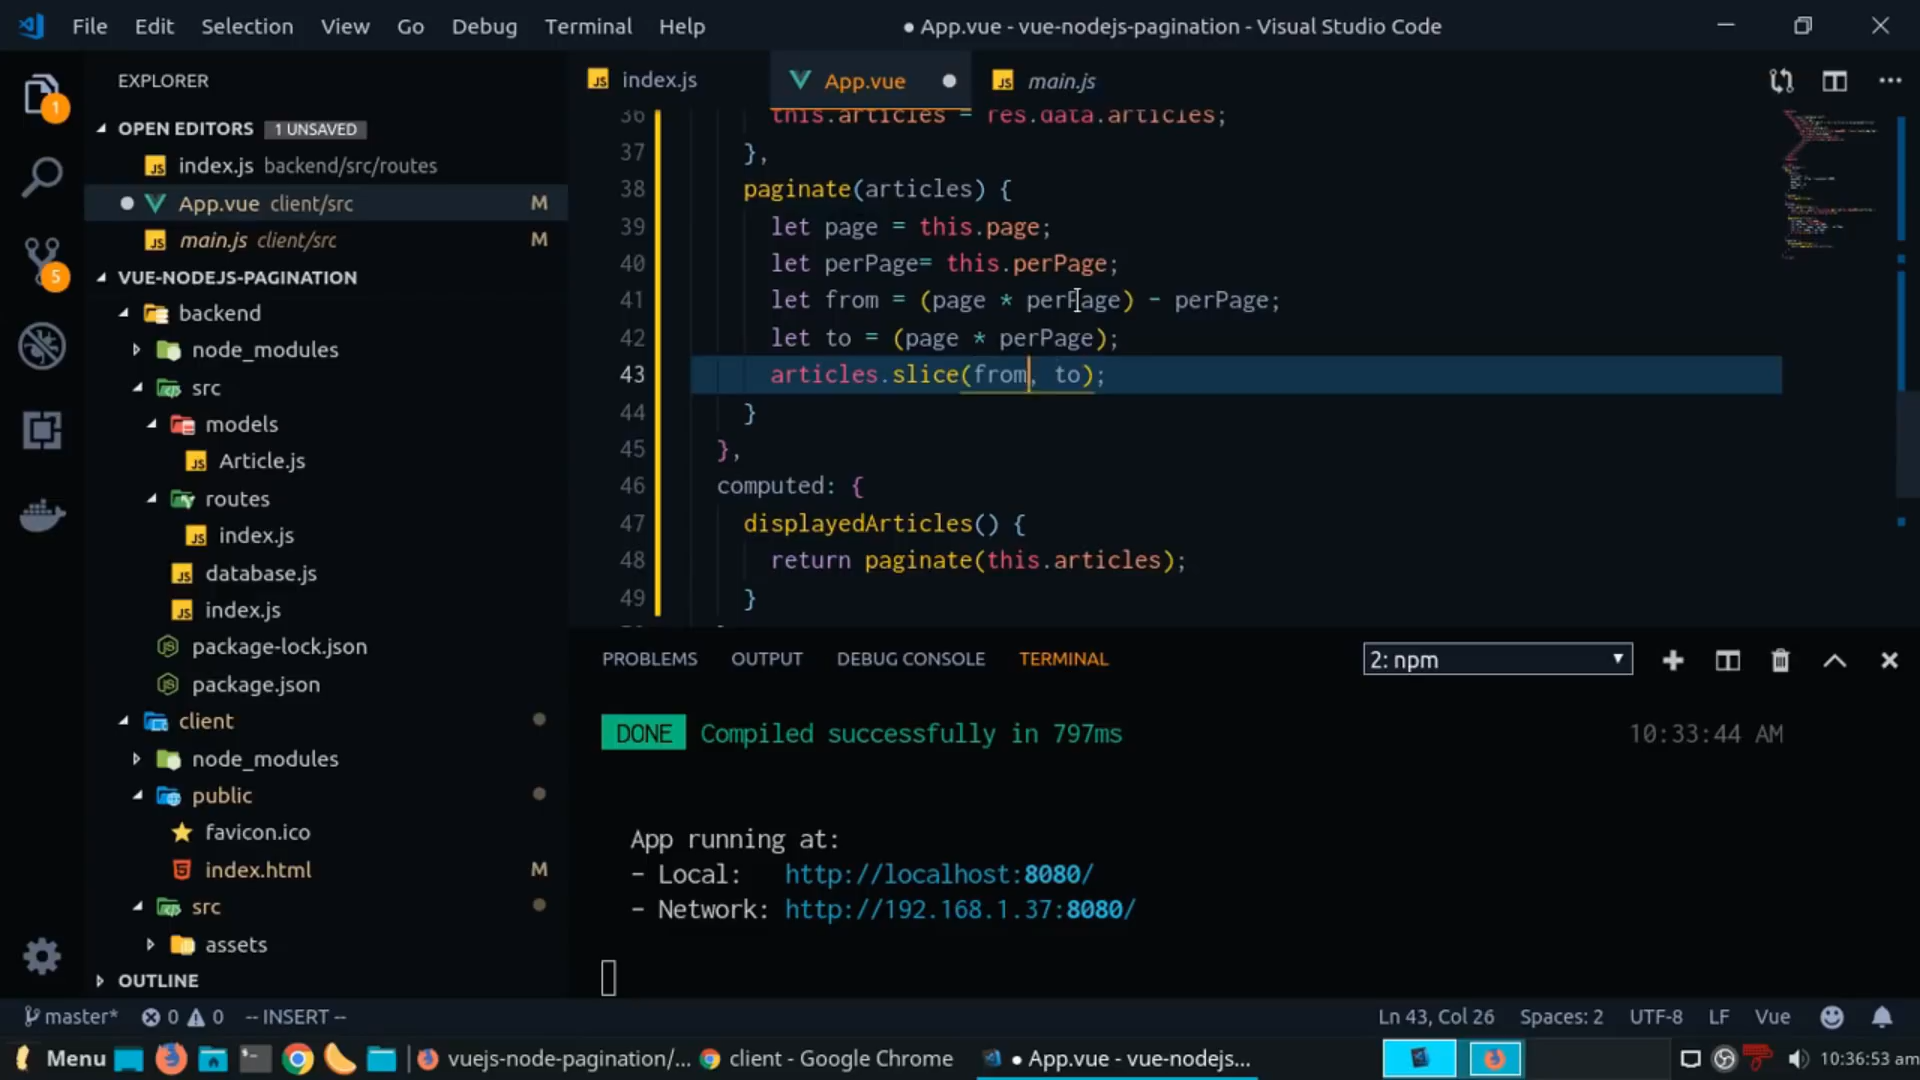 File Edit Selection View Go Debug Terminal Help
● App.vue - vue-nodejs-pagination - Visual Studio Code
EXPLORER
OPEN EDITORS 1 UNSAVED
index.js backend/src/routes
App.vue client/src M
main.js client/src M
VUE-NODEJS-PAGINATION
backend
node_modules
src
models
Article.js
routes
index.js
database.js
index.js
package-lock.json
package.json
client
node_modules
public
favicon.ico
index.html M
src
assets
OUTLINE
1
5
index.js App.vue main.js
36 this.articles = res.data.articles;
37 },
38 paginate(articles) {
39 let page = this.page;
40 let perPage= this.perPage;
41 let from = (page * perPage) - perPage;
42 let to = (page * perPage);
43 articles.slice(from, to);
44 }
45 },
46 computed: {
47 displayedArticles() {
48 return paginate(this.articles);
49 }
PROBLEMS OUTPUT DEBUG CONSOLE TERMINAL 2: npm
DONE Compiled successfully in 797ms 10:33:44 AM
App running at:
- Local: http://localhost:8080/
- Network: http://192.168.1.37:8080/
master* 0 0 -- INSERT -- Ln 43, Col 26 Spaces: 2 UTF-8 LF Vue
Menu vuejs-node-pagination/... client - Google Chrome ● App.vue - vue-nodejs... 10:36:53 am